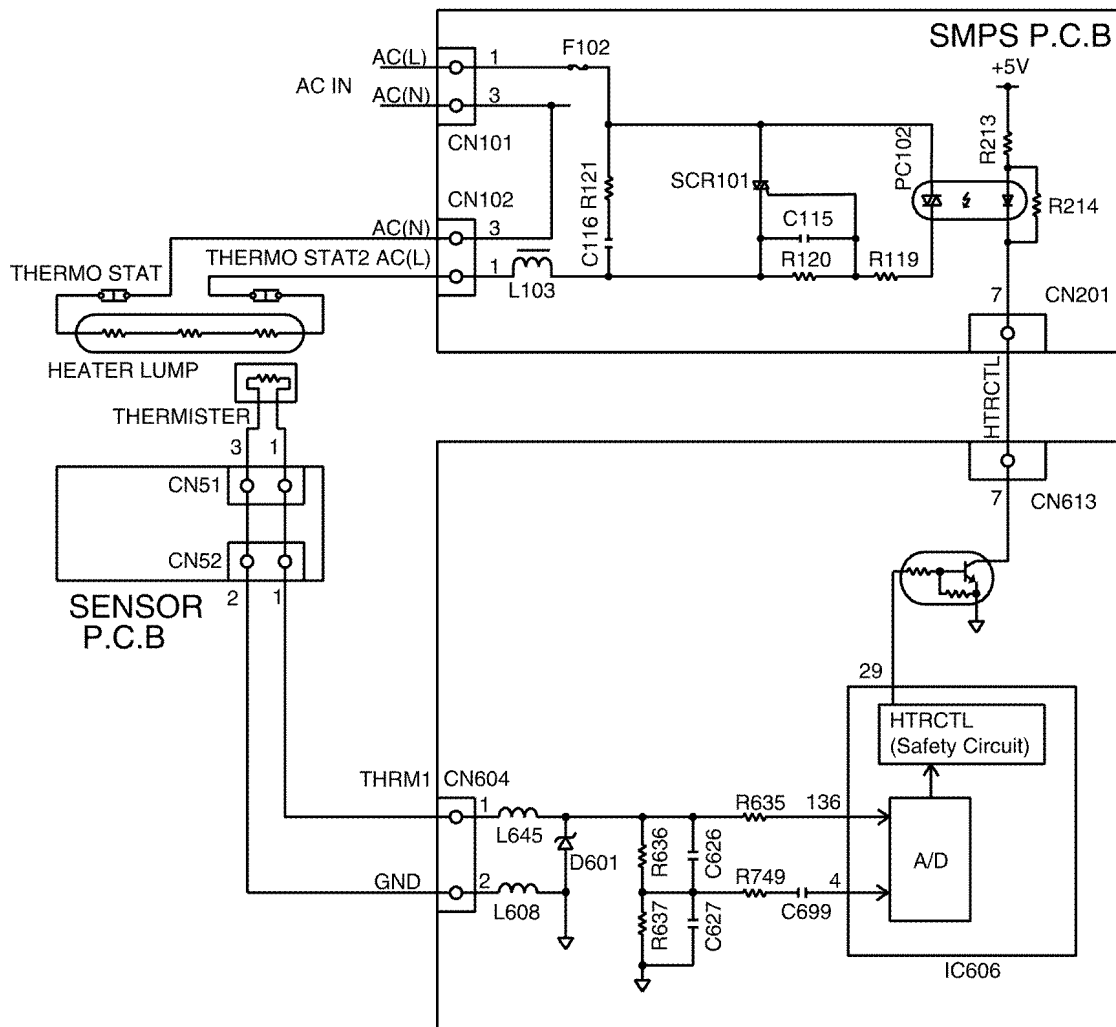 SMPS P.C.B
+5V
AC(L)
1
F102
AC IN
AC(N)
3
CN101
R213
PC102
R121
SCR101
R214
CN102
AC(N)
3
C116
C115
THERMO STAT
THERMO STAT2 AC(L)
1
L103
R120
R119
7
CN201
HEATER LUMP
THERMISTER
HTRCTL
3
1
CN51
7
CN613
CN52
2
1
SENSOR
P.C.B
29
HTRCTL
(Safety Circuit)
THRM1
CN604
1
L645
R635
136
D601
R636
C626
A/D
GND
2
L608
R749
4
C699
R637
C627
IC606